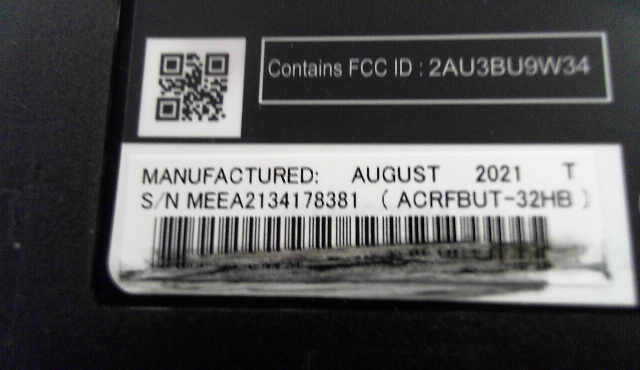 Contains FCC ID : 2AU3BU9W34
MANUFACTURED: AUGUST 2021 T
S/N MEEA2134178381 ( ACRFBUT-32HB )